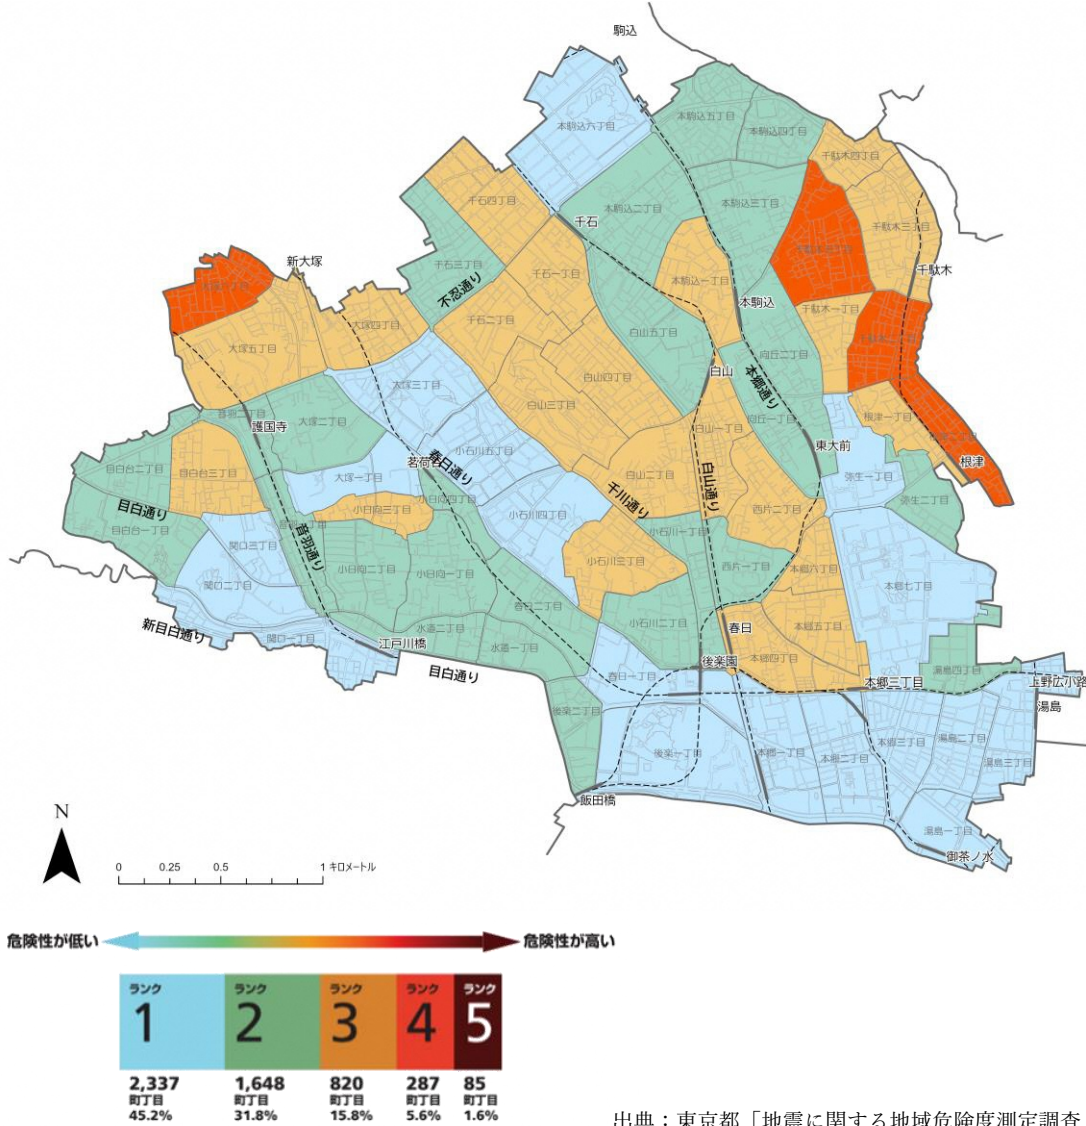 駒込
本駒込六丁目
本駒込五丁目
本駒込四丁目
千駄木四丁目
千石四丁目
本駒込二丁目
本駒込三丁目
千石
千駄木三丁目
新大塚
千石三丁目
不忍通り
千石一丁目
本駒込一丁目
千駄木
本駒込
千駄木一丁目
大塚四丁目
千石二丁目
白山五丁目
大塚五丁目
向丘二丁目
白山
本郷通り
白山四丁目
大塚三丁目
白山三丁目
根津一丁目
大塚二丁目
護国寺
白山一丁目
向丘一丁目
東大前
小石川五丁目
春日通り
根津
目白台二丁目
目白台三丁目
大塚一丁目
白山二丁目
白山通り
弥生一丁目
弥生二丁目
目白通り
小日向三丁目
小日向四丁目
千川通り
西片二丁目
小石川四丁目
目白台一丁目
音羽通り
小石川一丁目
関口三丁目
小石川三丁目
西片一丁目
本郷六丁目
関口二丁目
小日向二丁目
小日向一丁目
本郷七丁目
春日二丁目
小石川二丁目
新目白通り
水道二丁目
春日
本郷五丁目
関口一丁目
江戸川橋
水道一丁目
後楽園
本郷四丁目
目白通り
春日一丁目
本郷三丁目
湯島四丁目
上野広小路
湯島
後楽二丁目
後楽一丁目
本郷一丁目
本郷二丁目
本郷三丁目
湯島二丁目
湯島三丁目
飯田橋
湯島一丁目
御茶ノ水
N
0 0.25 0.5 1 キロメートル
危険性が低い 危険性が高い
ランク ランク ランク ランク ランク
1 2 3 4 5
2,337 1,648 820 287 85
町丁目 町丁目 町丁目 町丁目 町丁目
45.2% 31.8% 15.8% 5.6% 1.6%
出典：東京都「地震に関する地域危険度測定調査